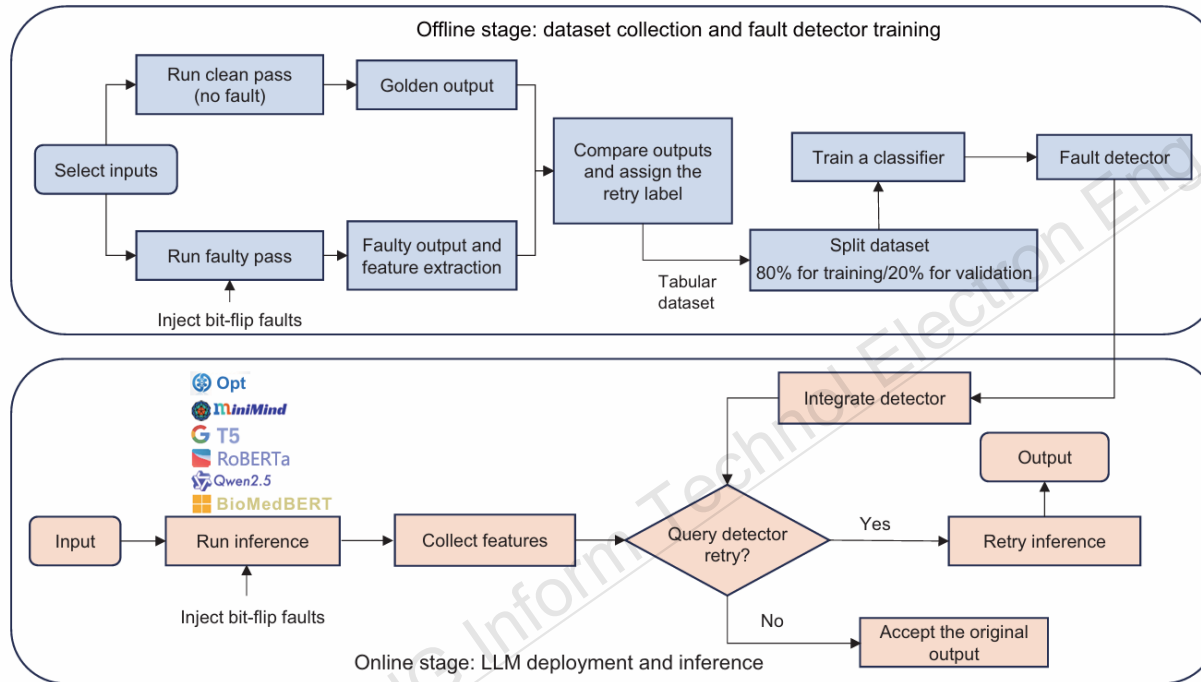 Offline stage: dataset collection and fault detector training
Run clean pass
(no fault)
Golden output
Select inputs
Compare outputs
and assign the
retry label
Train a classifier
Fault detector
Run faulty pass
Faulty output and
feature extraction
Split dataset
80% for training/20% for validation
Tabular
dataset
Inject bit-flip faults
Opt
MiniMind
T5
RoBERTa
Qwen2.5
BioMedBERT
Integrate detector
Output
Input
Run inference
Collect features
Query detector
retry?
Yes
Retry inference
Inject bit-flip faults
No
Accept the original
output
Online stage: LLM deployment and inference
Inform Technol Electron Eng